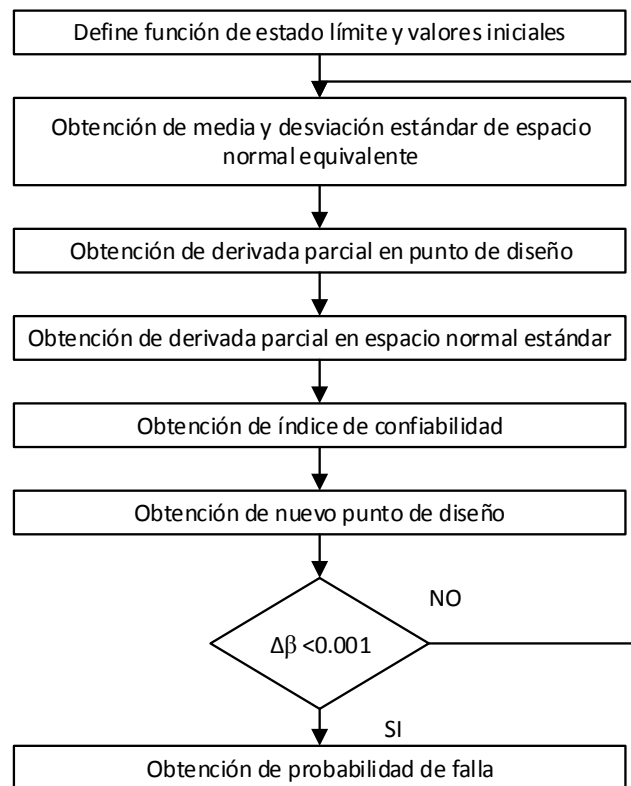 Define función de estado límite y valores iniciales
Obtención de media y desviación estándar de espacio
normal equivalente
Obtención de derivada parcial en punto de diseño
Obtención de derivada parcial en espacio normal estándar
Obtención de índice de confiabilidad
Obtención de nuevo punto de diseño
NO
Δβ <0.001
SI
Obtención de probabilidad de falla